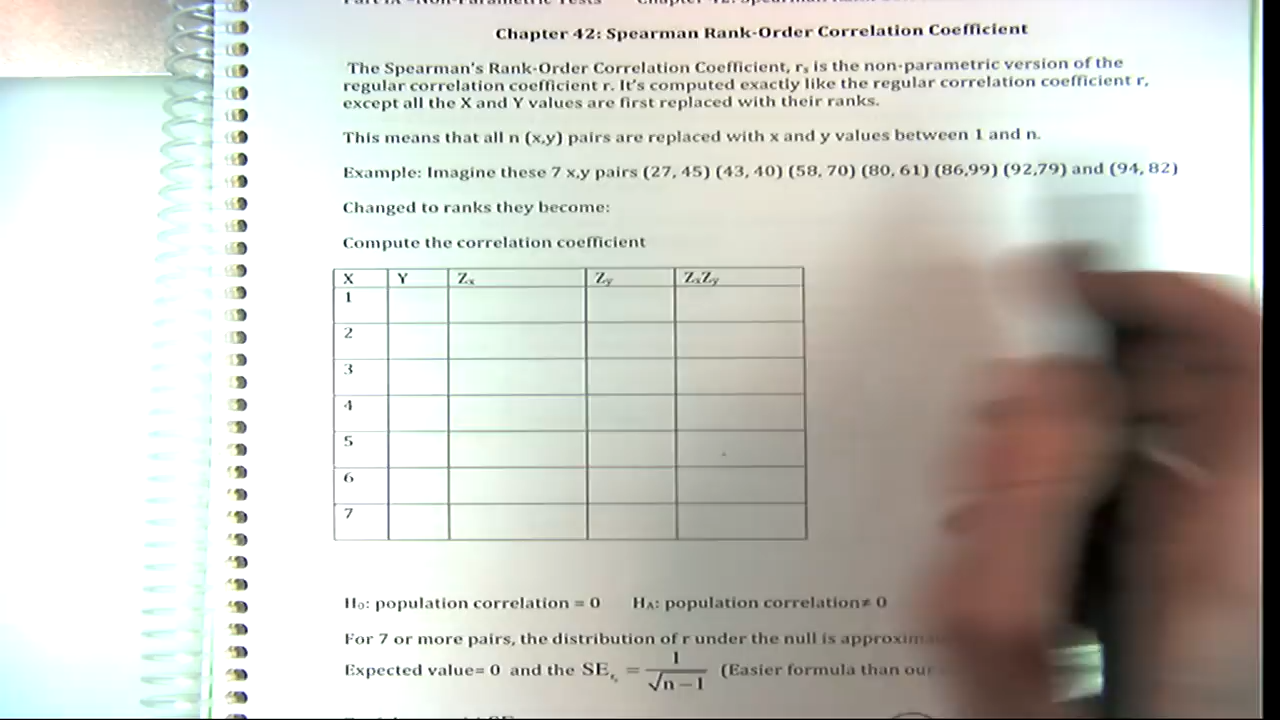 Chapter 42: Spearman Rank-Order Correlation Coefficient
The Spearman's Rank-Order Correlation Coefficient, rₛ is the non-parametric version of the
regular correlation coefficient r. It's computed exactly like the regular correlation coefficient r,
except all the X and Y values are first replaced with their ranks.
This means that all n (x,y) pairs are replaced with x and y values between 1 and n.
Example: Imagine these 7 x,y pairs (27, 45) (43, 40) (58, 70) (80, 61) (86,99) (92,79) and (94, 82)
Changed to ranks they become:
Compute the correlation coefficient
X Y Zₓ Zᵧ ZₓZᵧ
1
2
3
4
5
6
7
H₀: population correlation = 0 Hᴀ: population correlation≠ 0
For 7 or more pairs, the distribution of r under the null is
Expected value= 0 and the SE_rₛ = 1/√n − 1 (Easier formula than our